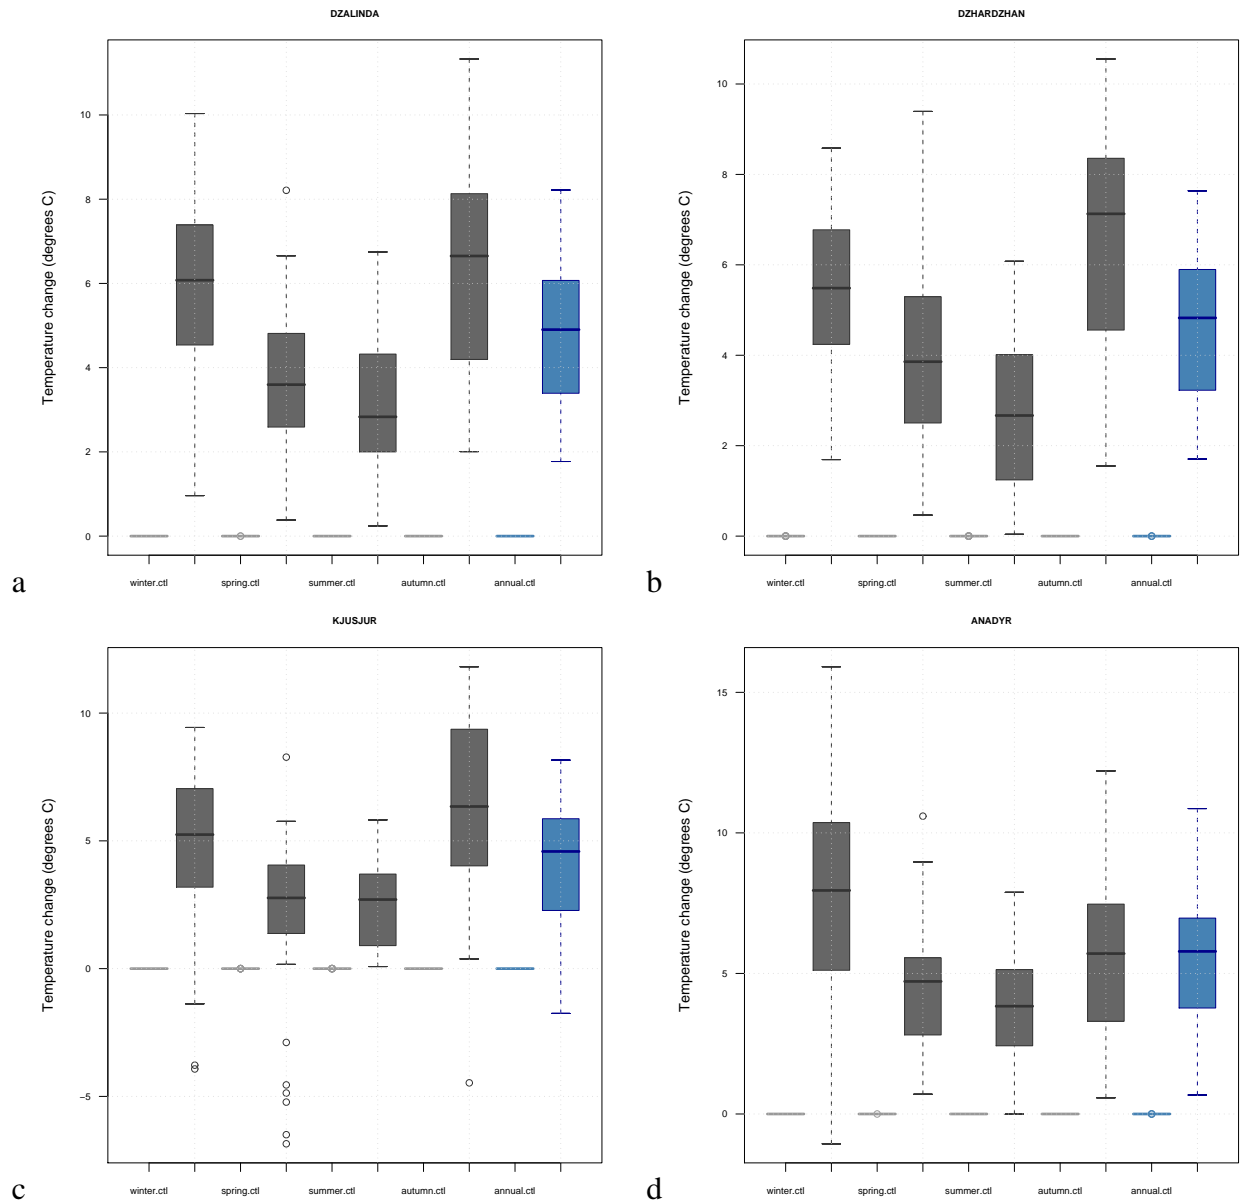 DZALINDA
Temperature change (degrees C)
10
8
6
4
2
0
winter.ctl spring.ctl summer.ctl autumn.ctl annual.ctl
a
DZHARDZHAN
Temperature change (degrees C)
10
8
6
4
2
0
winter.ctl spring.ctl summer.ctl autumn.ctl annual.ctl
b
KJUSJUR
Temperature change (degrees C)
10
5
0
−5
winter.ctl spring.ctl summer.ctl autumn.ctl annual.ctl
c
ANADYR
Temperature change (degrees C)
15
10
5
0
winter.ctl spring.ctl summer.ctl autumn.ctl annual.ctl
d